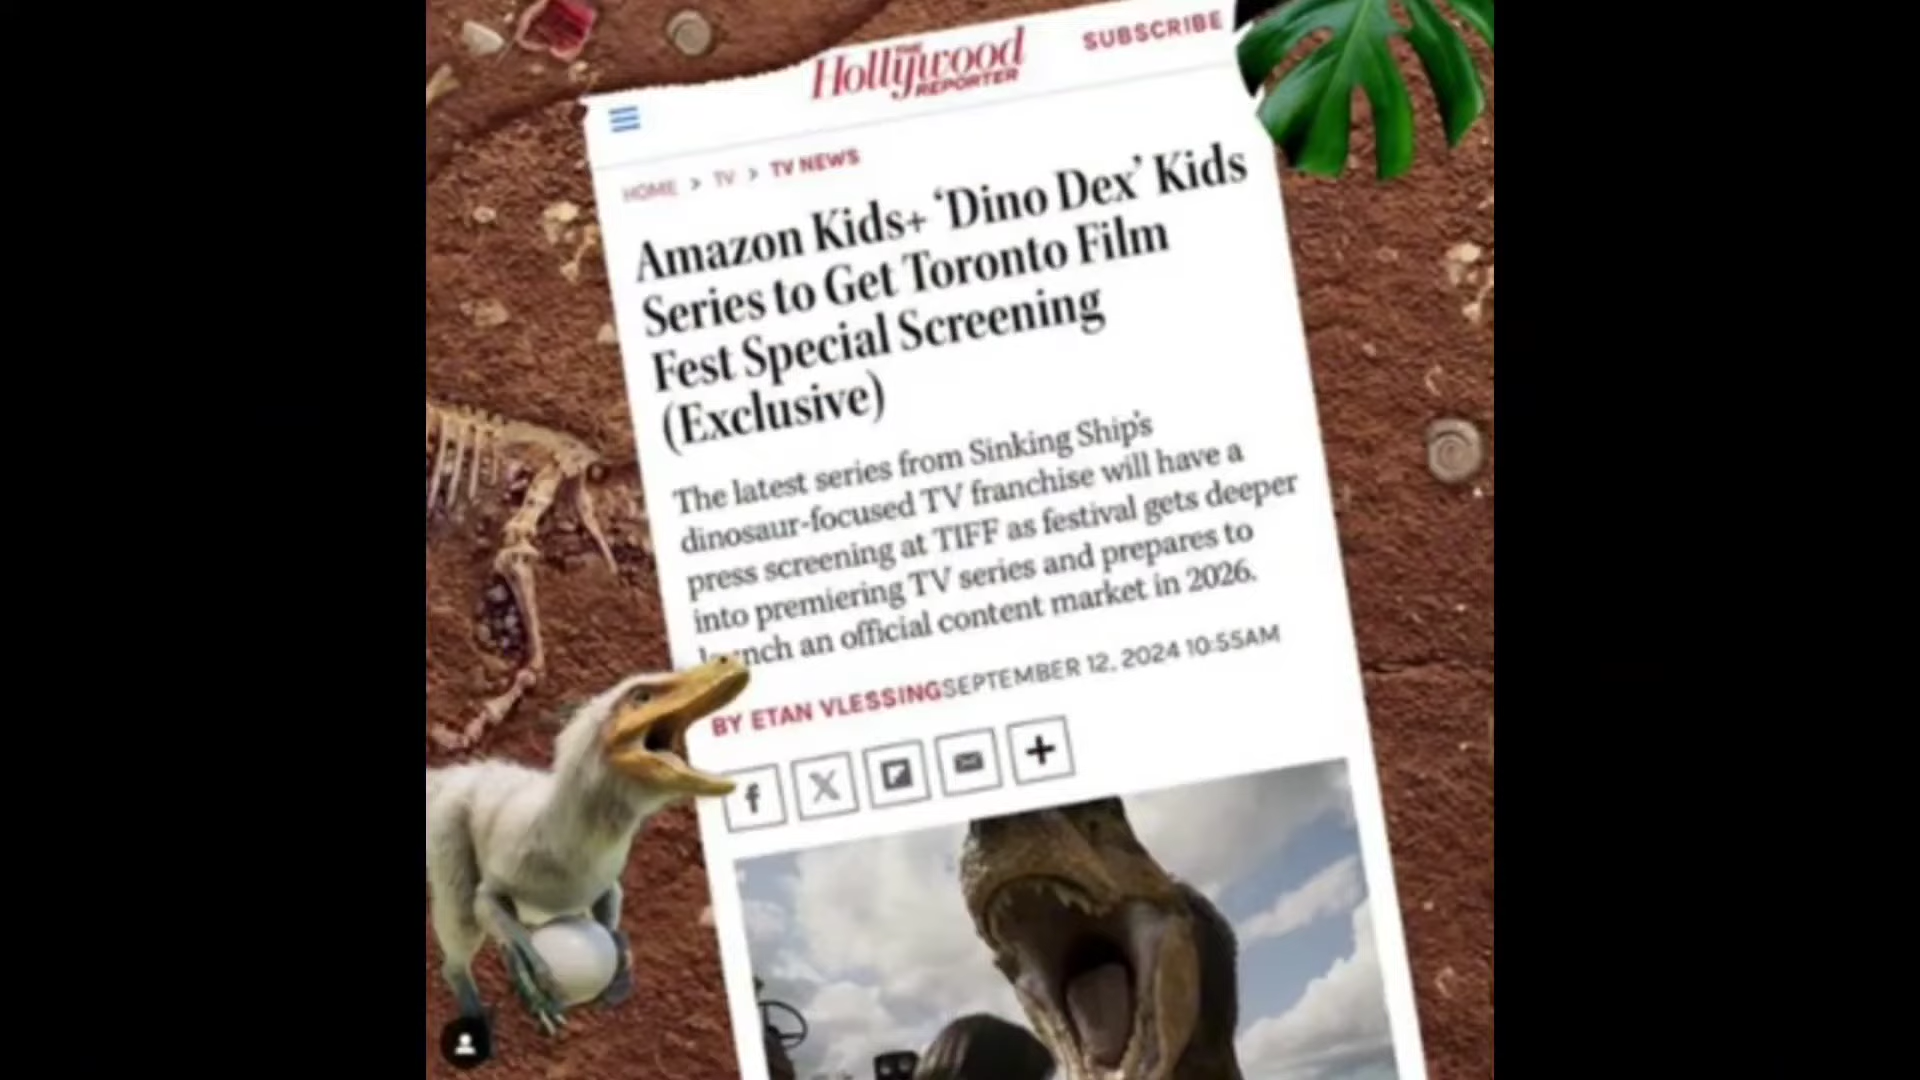 THE
Hollywood
REPORTER
SUBSCRIBE
HOME > TV > TV NEWS
Amazon Kids+ ‘Dino Dex’ Kids
Series to Get Toronto Film
Fest Special Screening
(Exclusive)
The latest series from Sinking Ship's
dinosaur-focused TV franchise will have a
press screening at TIFF as festival gets deeper
into premiering TV series and prepares to
launch an official content market in 2026.
BY ETAN VLESSINGSEPTEMBER 12, 2024 10:55AM